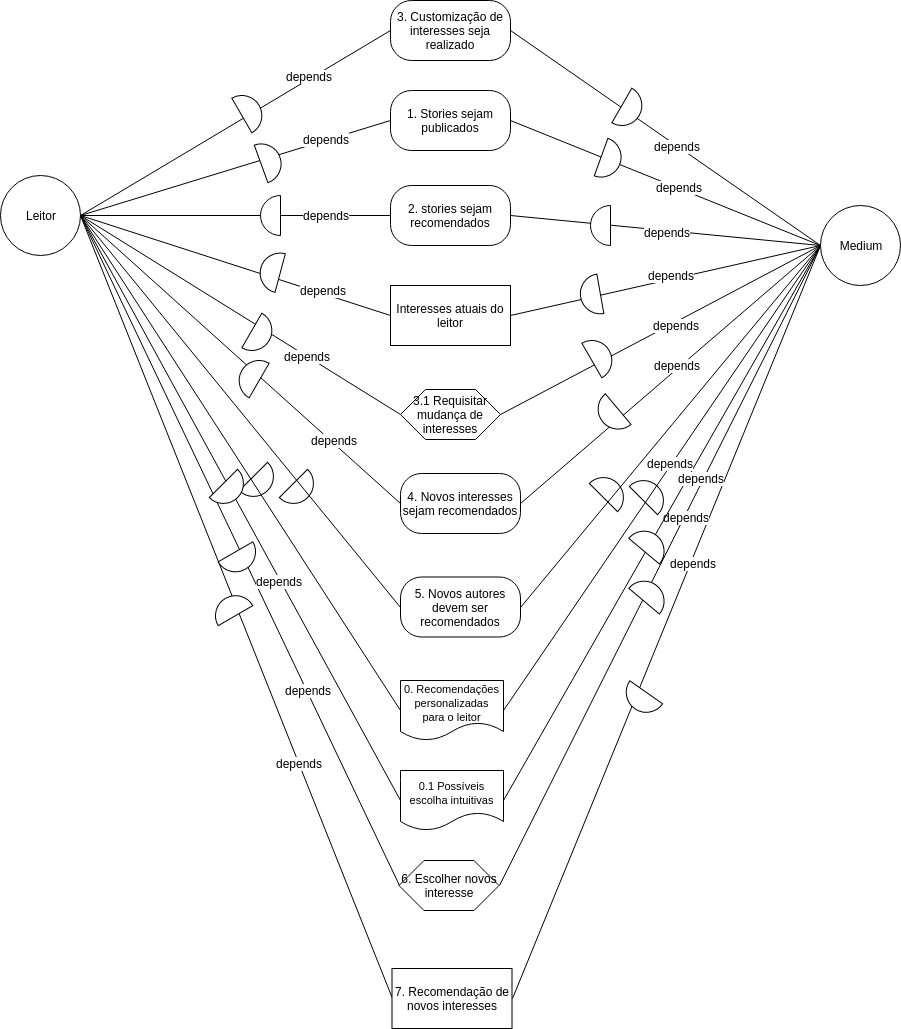 3. Customização de
interesses seja
realizado
depends
depends
1. Stories sejam
publicados
depends
depends
Leitor
2. stories sejam
recomendados
depends
depends
Medium
Interesses atuais do
leitor
depends
depends
3.1 Requisitar
mudança de
interesses
depends
depends
4. Novos interesses
sejam recomendados
depends
depends
5. Novos autores
devem ser
recomendados
depends
depends
depends
depends
depends
0. Recomendações
personalizadas
para o leitor
depends
0.1 Possíveis
escolha intuitivas
depends
6. Escolher novos
interesse
7. Recomendação de
novos interesses